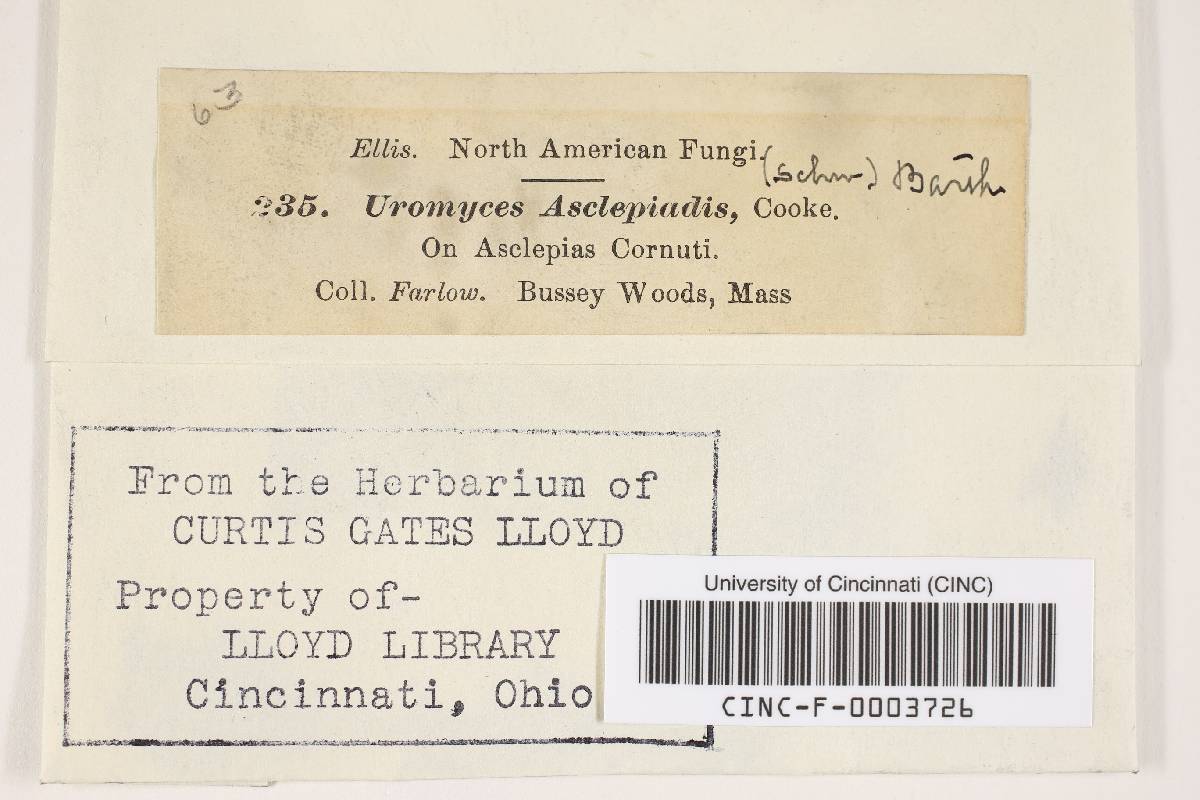 63
Ellis. North American Fungi.
(Schw.) Barth
235. Uromyces Asclepiadis, Cooke.
On Asclepias Cornuti.
Coll. Farlow. Bussey Woods, Mass
From the Herbarium of
CURTIS GATES LLOYD
Property of-
LLOYD LIBRARY
Cincinnati, Ohio
University of Cincinnati (CINC)
CINC-F-0003726